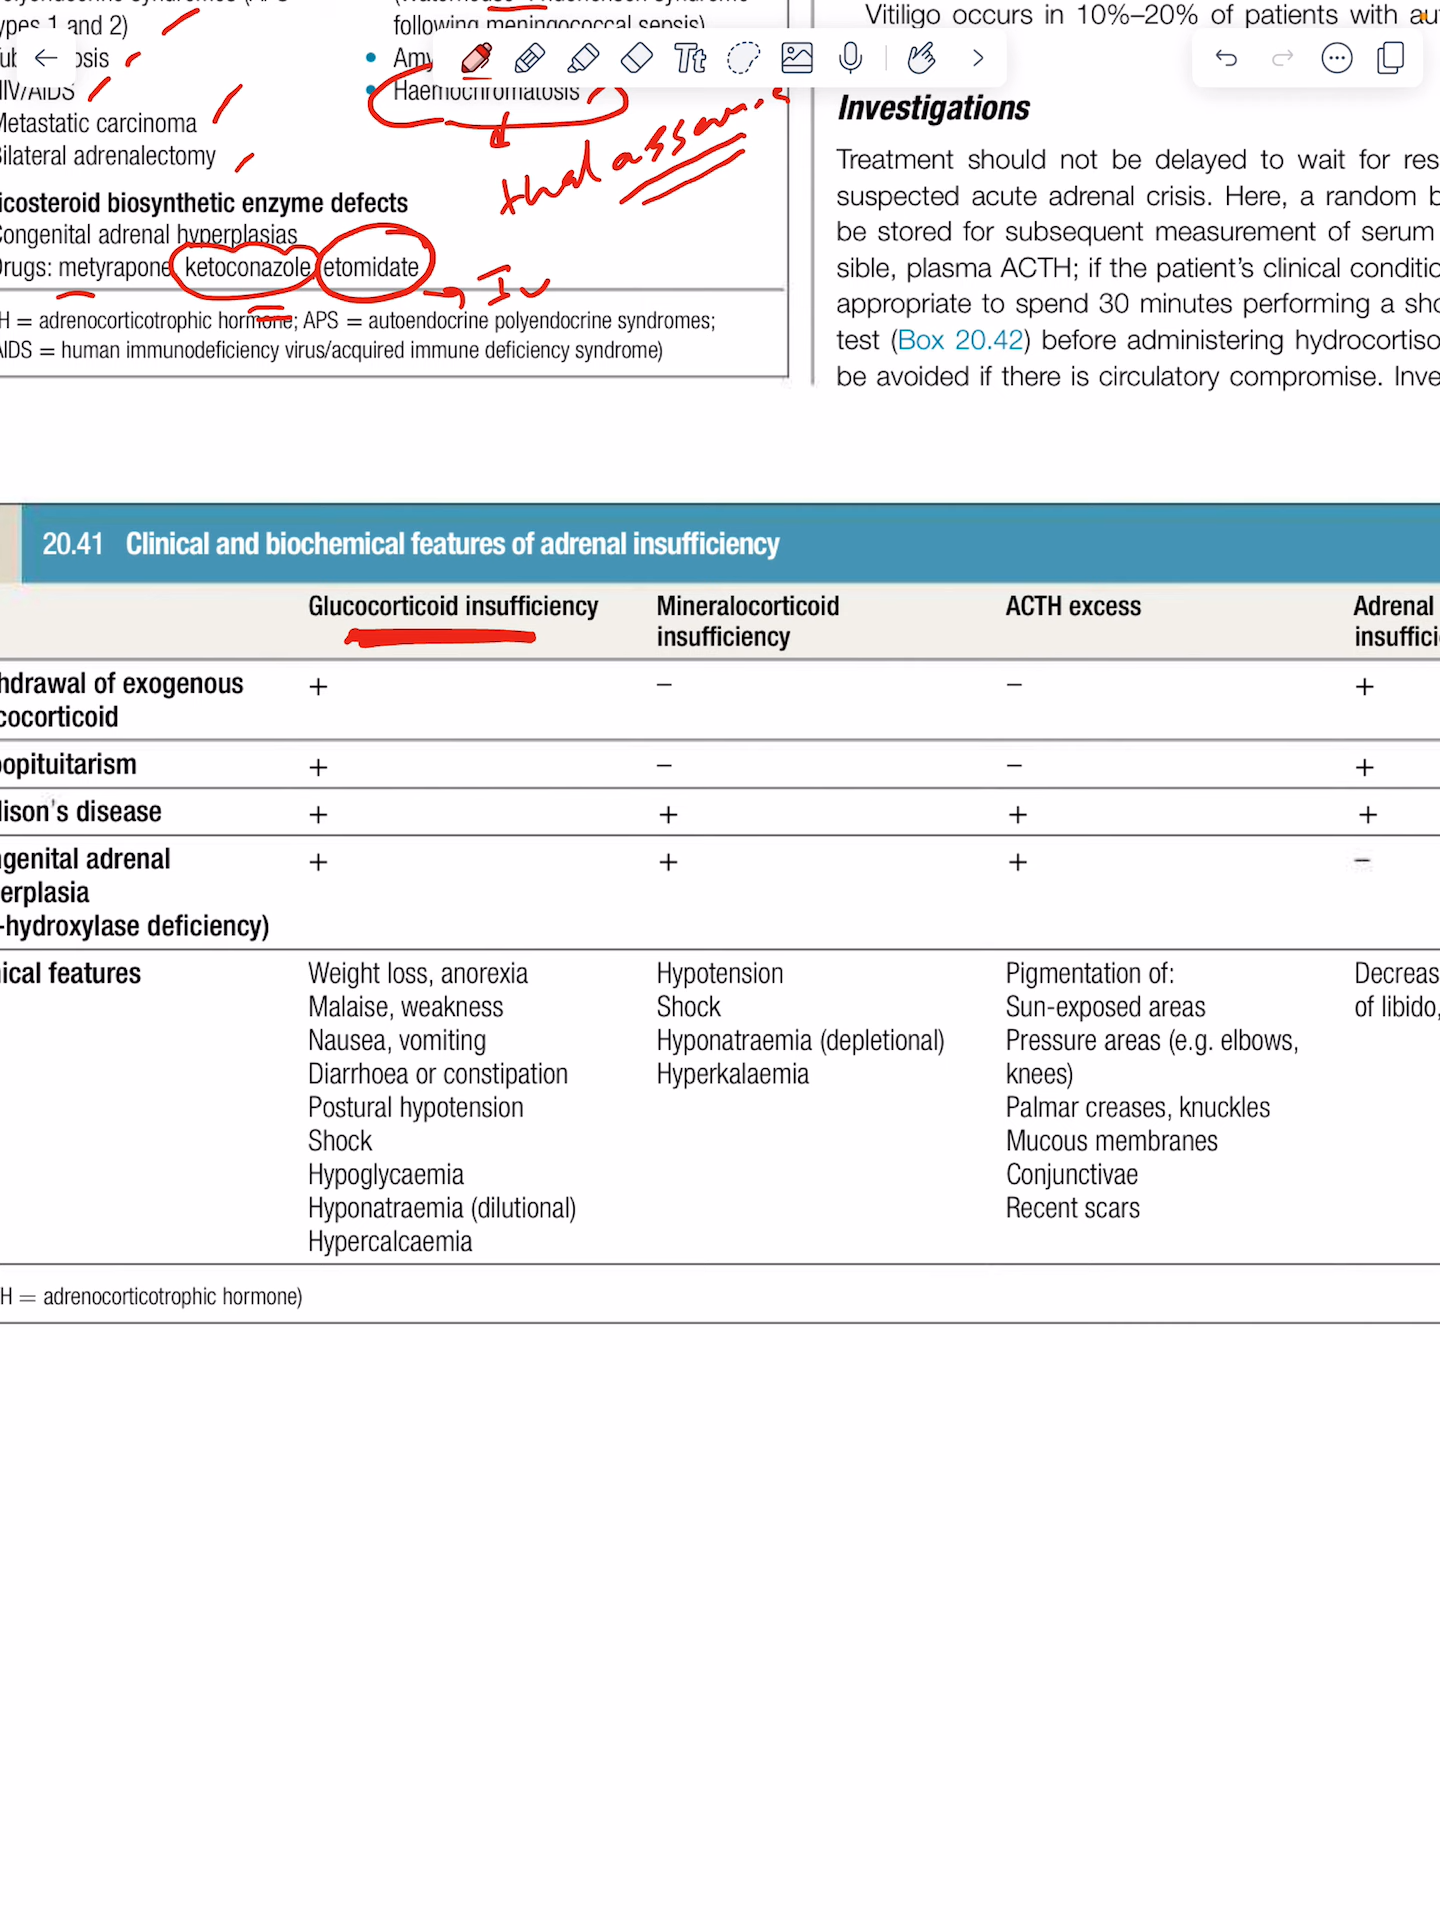 ypes 1 and 2)
osis
HIV/AIDS
Metastatic carcinoma
Bilateral adrenalectomy
following meningococcal sepsis)
Amy
Haemochromatosis
icosteroid biosynthetic enzyme defects
Congenital adrenal hyperplasias
Drugs: metyrapone ketoconazole etomidate
Iv
H = adrenocorticotrophic hormone; APS = autoendocrine polyendocrine syndromes;
AIDS = human immunodeficiency virus/acquired immune deficiency syndrome)
Vitiligo occurs in 10%–20% of patients with au
Tt
Investigations
Treatment should not be delayed to wait for res
suspected acute adrenal crisis. Here, a random b
be stored for subsequent measurement of serum
sible, plasma ACTH; if the patient's clinical conditio
appropriate to spend 30 minutes performing a sho
test (Box 20.42) before administering hydrocortiso
be avoided if there is circulatory compromise. Inve
20.41 Clinical and biochemical features of adrenal insufficiency
Glucocorticoid insufficiency Mineralocorticoid insufficiency ACTH excess Adrenal insuffici
hdrawal of exogenous cocorticoid + – – +
opituitarism + – – +
ison's disease + + + +
genital adrenal erplasia -hydroxylase deficiency) + + + –
ical features
Weight loss, anorexia
Malaise, weakness
Nausea, vomiting
Diarrhoea or constipation
Postural hypotension
Shock
Hypoglycaemia
Hyponatraemia (dilutional)
Hypercalcaemia
Hypotension
Shock
Hyponatraemia (depletional)
Hyperkalaemia
Pigmentation of:
Sun-exposed areas
Pressure areas (e.g. elbows,
knees)
Palmar creases, knuckles
Mucous membranes
Conjunctivae
Recent scars
Decreas
of libido,
H = adrenocorticotrophic hormone)